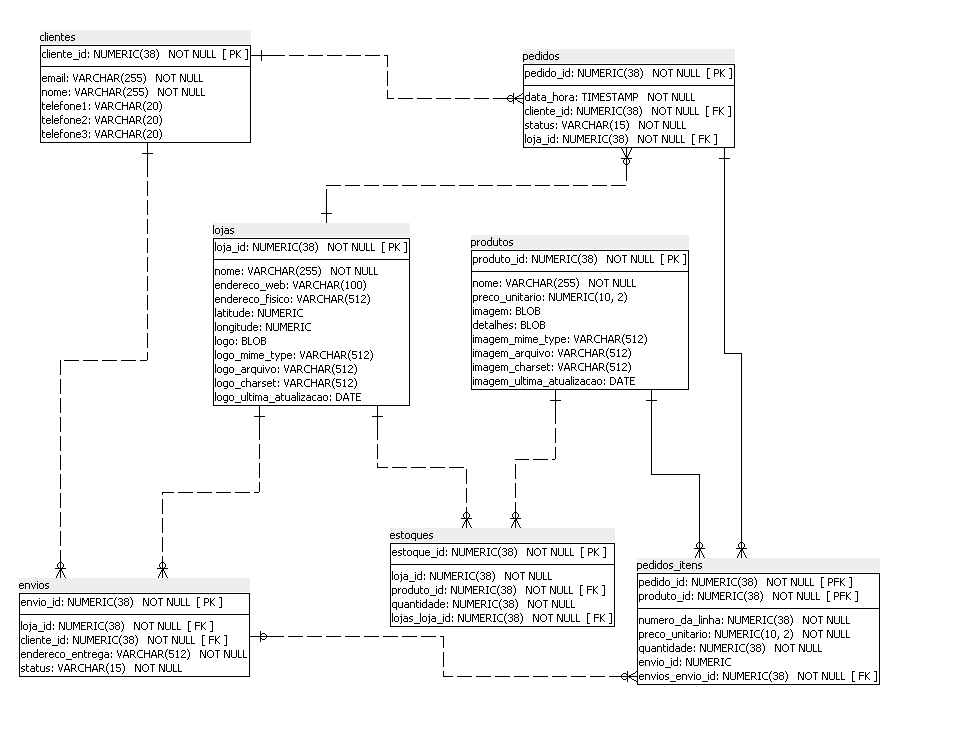 clientes
cliente_id: NUMERIC(38) NOT NULL [ PK ]
email: VARCHAR(255) NOT NULL
nome: VARCHAR(255) NOT NULL
telefone1: VARCHAR(20)
telefone2: VARCHAR(20)
telefone3: VARCHAR(20)
pedidos
pedido_id: NUMERIC(38) NOT NULL [ PK ]
data_hora: TIMESTAMP NOT NULL
cliente_id: NUMERIC(38) NOT NULL [ FK ]
status: VARCHAR(15) NOT NULL
loja_id: NUMERIC(38) NOT NULL [ FK ]
lojas
loja_id: NUMERIC(38) NOT NULL [ PK ]
nome: VARCHAR(255) NOT NULL
endereco_web: VARCHAR(100)
endereco_fisico: VARCHAR(512)
latitude: NUMERIC
longitude: NUMERIC
logo: BLOB
logo_mime_type: VARCHAR(512)
logo_arquivo: VARCHAR(512)
logo_charset: VARCHAR(512)
logo_ultima_atualizacao: DATE
produtos
produto_id: NUMERIC(38) NOT NULL [ PK ]
nome: VARCHAR(255) NOT NULL
preco_unitario: NUMERIC(10, 2)
imagem: BLOB
detalhes: BLOB
imagem_mime_type: VARCHAR(512)
imagem_arquivo: VARCHAR(512)
imagem_charset: VARCHAR(512)
imagem_ultima_atualizacao: DATE
estoques
estoque_id: NUMERIC(38) NOT NULL [ PK ]
loja_id: NUMERIC(38) NOT NULL
produto_id: NUMERIC(38) NOT NULL [ FK ]
quantidade: NUMERIC(38) NOT NULL
lojas_loja_id: NUMERIC(38) NOT NULL [ FK ]
envios
envio_id: NUMERIC(38) NOT NULL [ PK ]
loja_id: NUMERIC(38) NOT NULL [ FK ]
cliente_id: NUMERIC(38) NOT NULL [ FK ]
endereco_entrega: VARCHAR(512) NOT NULL
status: VARCHAR(15) NOT NULL
pedidos_itens
pedido_id: NUMERIC(38) NOT NULL [ PFK ]
produto_id: NUMERIC(38) NOT NULL [ PFK ]
numero_da_linha: NUMERIC(38) NOT NULL
preco_unitario: NUMERIC(10, 2) NOT NULL
quantidade: NUMERIC(38) NOT NULL
envio_id: NUMERIC
envios_envio_id: NUMERIC(38) NOT NULL [ FK ]